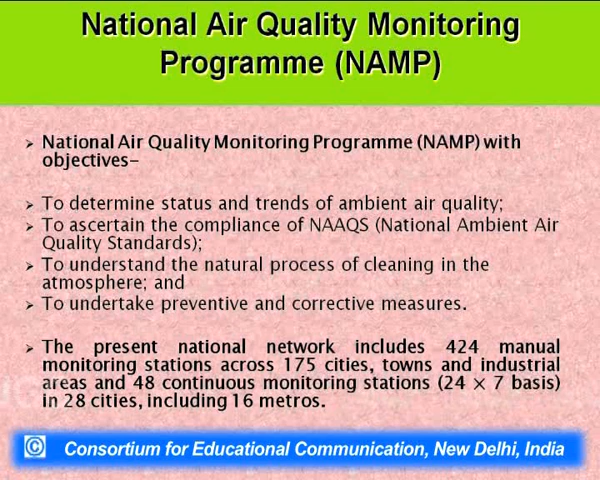 National Air Quality Monitoring
Programme (NAMP)
➢ National Air Quality Monitoring Programme (NAMP) with
objectives–
➢ To determine status and trends of ambient air quality;
➢ To ascertain the compliance of NAAQS (National Ambient Air
Quality Standards);
➢ To understand the natural process of cleaning in the
atmosphere; and
➢ To undertake preventive and corrective measures.
➢ The present national network includes 424 manual
monitoring stations across 175 cities, towns and industrial
areas and 48 continuous monitoring stations (24 × 7 basis)
in 28 cities, including 16 metros.
© Consortium for Educational Communication, New Delhi, India